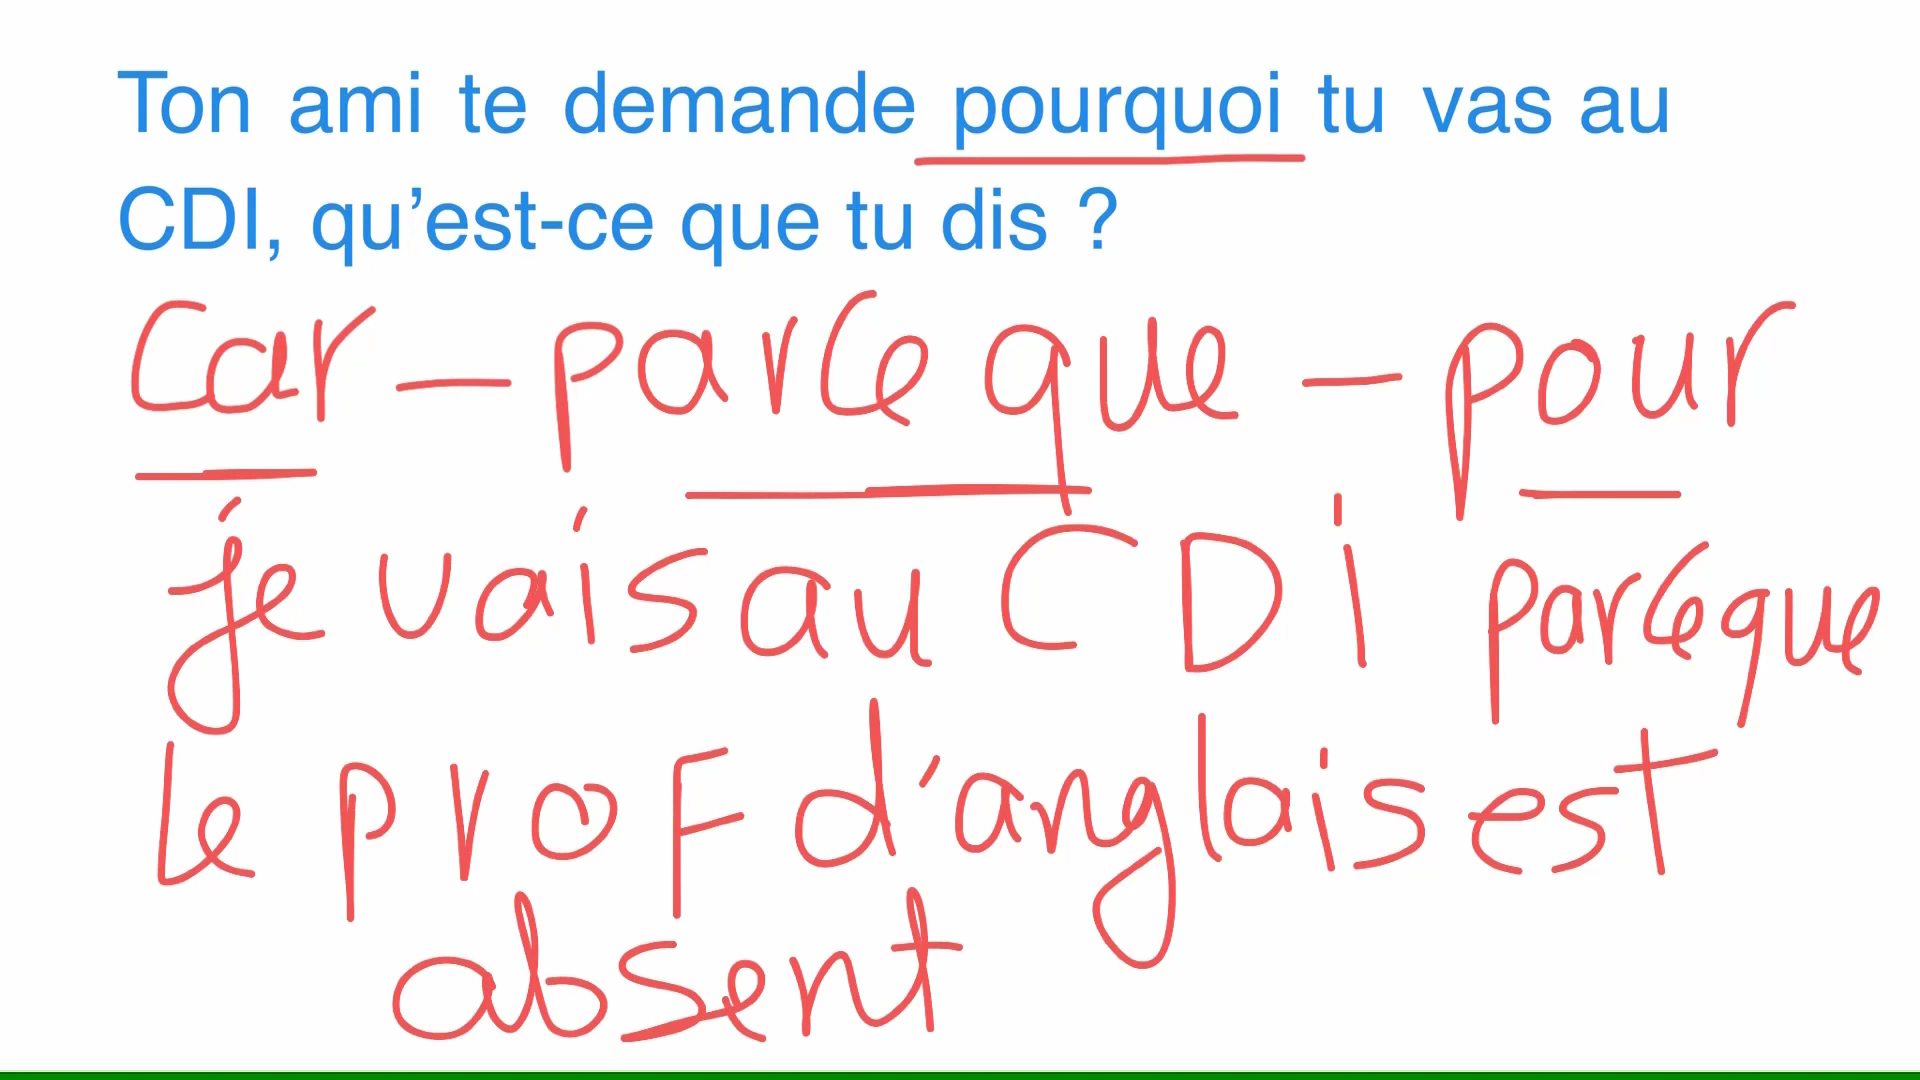 Ton ami te demande pourquoi tu vas au
CDI, qu’est-ce que tu dis ?
Car - parce que - pour
je vais au CDI parce que
le prof d'anglais est
absent